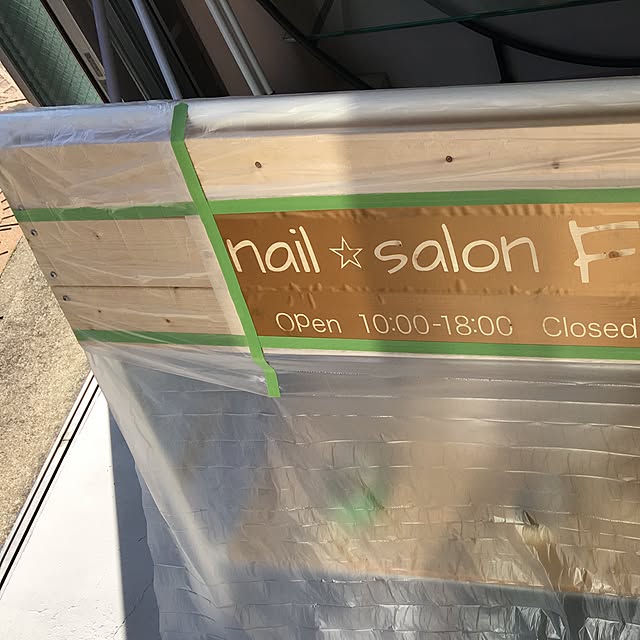 nail☆salon F
OPen 10:00-18:00 Closed